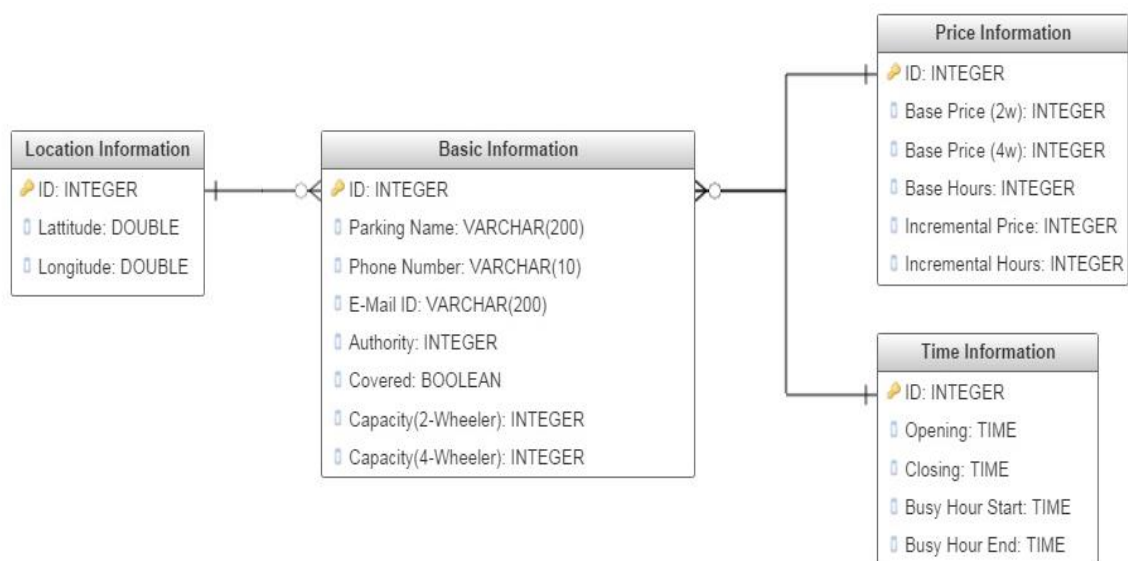 Location Information
ID: INTEGER
Lattitude: DOUBLE
Longitude: DOUBLE
Basic Information
ID: INTEGER
Parking Name: VARCHAR(200)
Phone Number: VARCHAR(10)
E-Mail ID: VARCHAR(200)
Authority: INTEGER
Covered: BOOLEAN
Capacity(2-Wheeler): INTEGER
Capacity(4-Wheeler): INTEGER
Price Information
ID: INTEGER
Base Price (2w): INTEGER
Base Price (4w): INTEGER
Base Hours: INTEGER
Incremental Price: INTEGER
Incremental Hours: INTEGER
Time Information
ID: INTEGER
Opening: TIME
Closing: TIME
Busy Hour Start: TIME
Busy Hour End: TIME